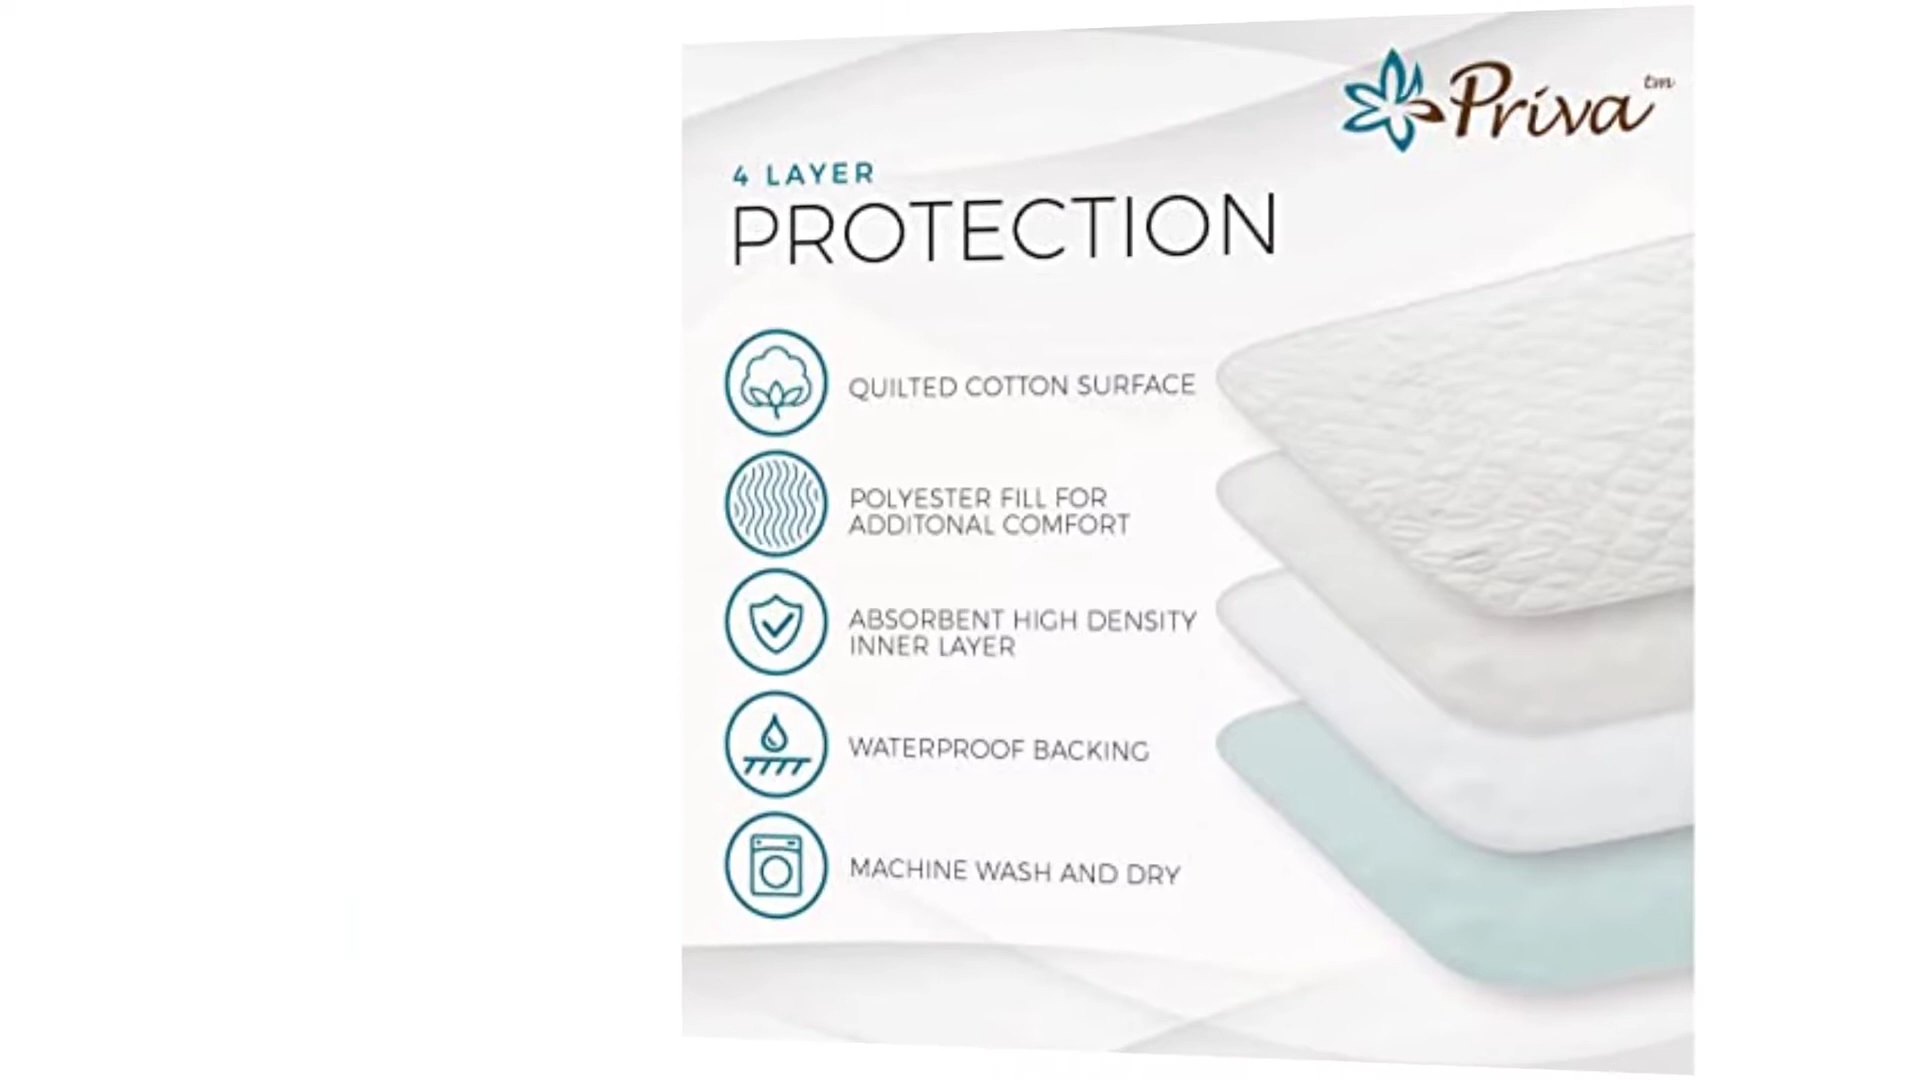 Priva tm
4 LAYER
PROTECTION
QUILTED COTTON SURFACE
POLYESTER FILL FOR
ADDITONAL COMFORT
ABSORBENT HIGH DENSITY
INNER LAYER
WATERPROOF BACKING
MACHINE WASH AND DRY